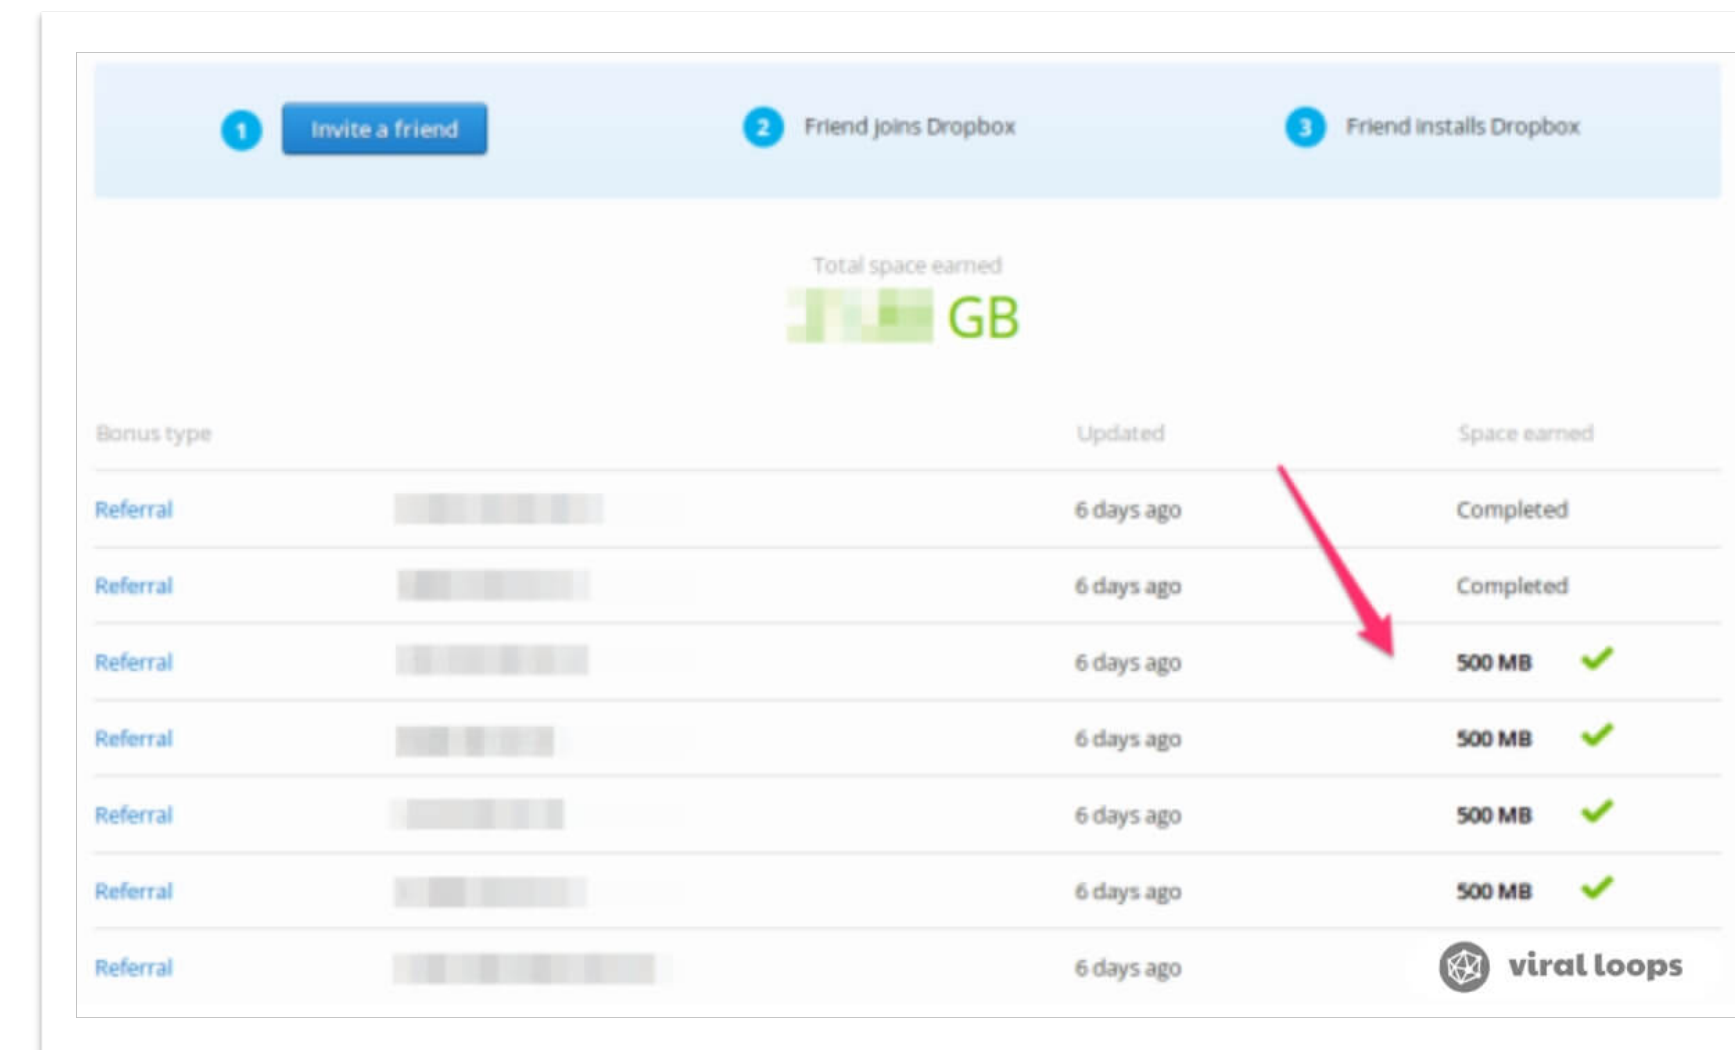 1 Invite a friend 2 Friend joins Dropbox 3 Friend installs Dropbox
Total space earned
GB
Bonus type Updated Space earned
Referral 6 days ago Completed
Referral 6 days ago Completed
Referral 6 days ago 500 MB
Referral 6 days ago 500 MB
Referral 6 days ago 500 MB
Referral 6 days ago 500 MB
Referral 6 days ago
viral loops